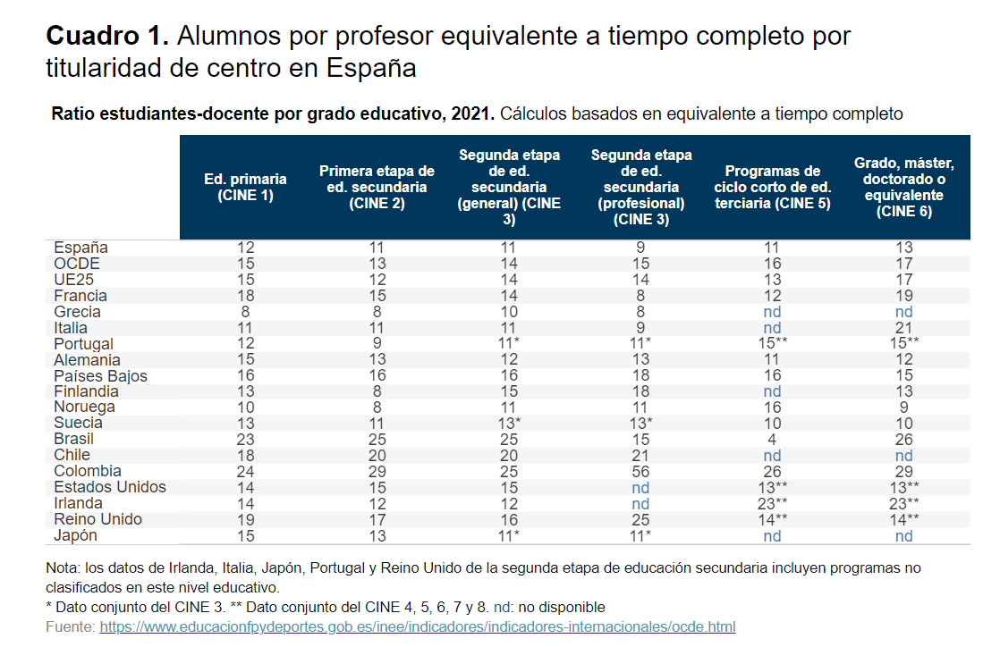 Cuadro 1. Alumnos por profesor equivalente a tiempo completo por
titularidad de centro en España
Ratio estudiantes-docente por grado educativo, 2021. Cálculos basados en equivalente a tiempo completo
Ed. primaria (CINE 1) Primera etapa de ed. secundaria (CINE 2) Segunda etapa de ed. secundaria (general) (CINE 3) Segunda etapa de ed. secundaria (profesional) (CINE 3) Programas de ciclo corto de ed. terciaria (CINE 5) Grado, máster, doctorado o equivalente (CINE 6)
España 12 11 11 9 11 13
OCDE 15 13 14 15 16 17
UE25 15 12 14 14 13 17
Francia 18 15 14 8 12 19
Grecia 8 8 10 8 nd nd
Italia 11 11 11 9 nd 21
Portugal 12 9 11* 11* 15** 15**
Alemania 15 13 12 13 11 12
Países Bajos 16 16 16 18 16 15
Finlandia 13 8 15 18 nd 13
Noruega 10 8 11 11 16 9
Suecia 13 11 13* 13* 10 10
Brasil 23 25 25 15 4 26
Chile 18 20 20 21 nd nd
Colombia 24 29 25 56 26 29
Estados Unidos 14 15 15 nd 13** 13**
Irlanda 14 12 12 nd 23** 23**
Reino Unido 19 17 16 25 14** 14**
Japón 15 13 11* 11* nd nd
Nota: los datos de Irlanda, Italia, Japón, Portugal y Reino Unido de la segunda etapa de educación secundaria incluyen programas no
clasificados en este nivel educativo.
* Dato conjunto del CINE 3. ** Dato conjunto del CINE 4, 5, 6, 7 y 8. nd: no disponible
Fuente: https://www.educacionfpydeportes.gob.es/inee/indicadores/indicadores-internacionales/ocde.html